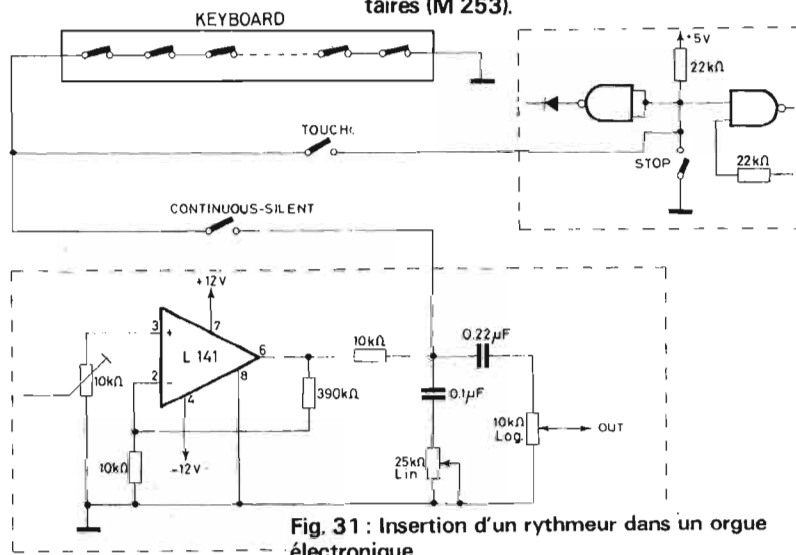 taires (M 253).
KEYBOARD
+5V
22kΩ
TOUCH
STOP
22kΩ
CONTINUOUS-SILENT
+12V
3
+
7
L 141
6
2
−
4
8
10kΩ
390kΩ
10kΩ
−12V
10kΩ
0.22µF
0.1µF
25kΩ
Lin
10kΩ
Log.
OUT
Fig. 31 : Insertion d'un rythmeur dans un orgue
électronique